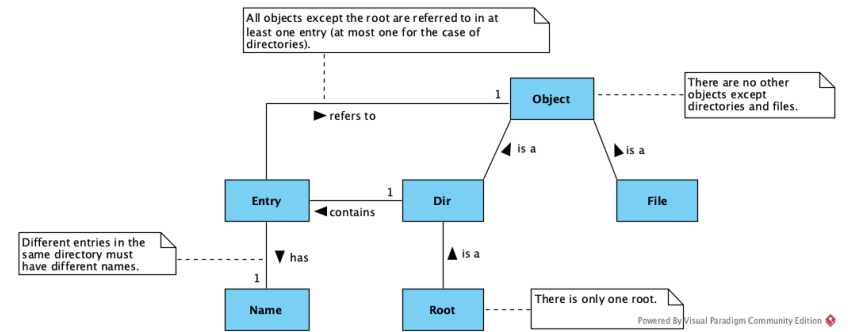 All objects except the root are referred to in at
least one entry (at most one for the case of
directories).
There are no other
objects except
directories and files.
Object
1
refers to
is a
is a
Entry
1
contains
Dir
File
Different entries in the
same directory must
have different names.
has
is a
1
Name
Root
There is only one root.
Powered By Visual Paradigm Community Edition